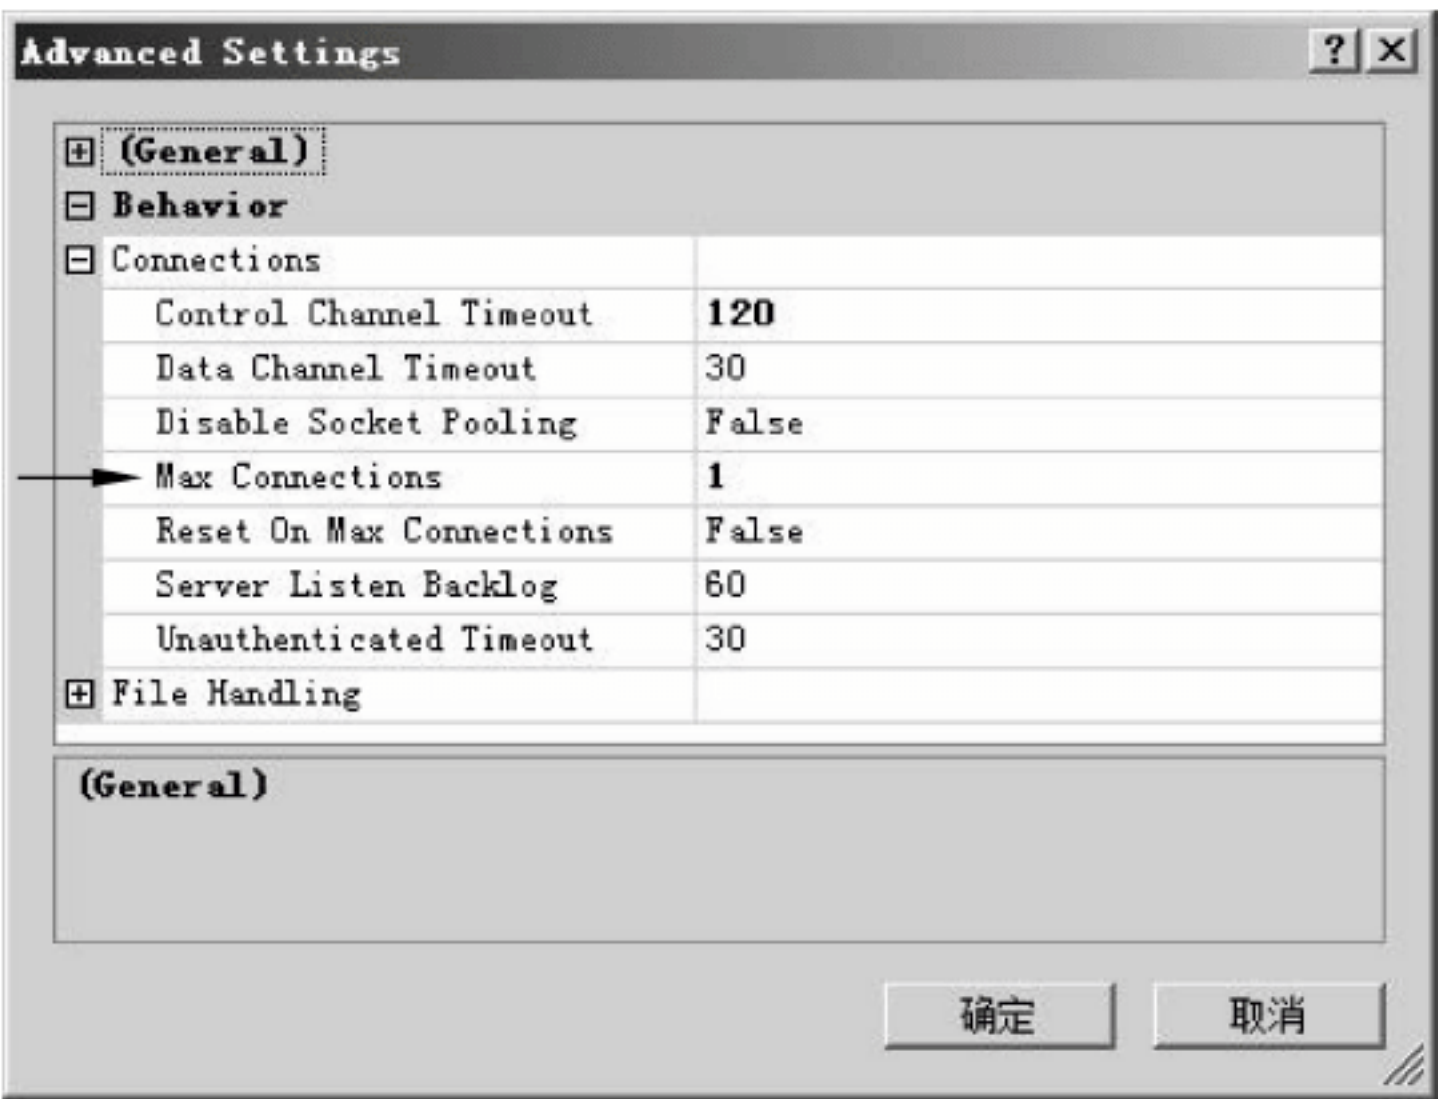 Advanced Settings
(General)
Behavior
Connections
Control Channel Timeout 120
Data Channel Timeout 30
Disable Socket Pooling False
Max Connections 1
Reset On Max Connections False
Server Listen Backlog 60
Unauthenticated Timeout 30
File Handling
(General)
确定 取消